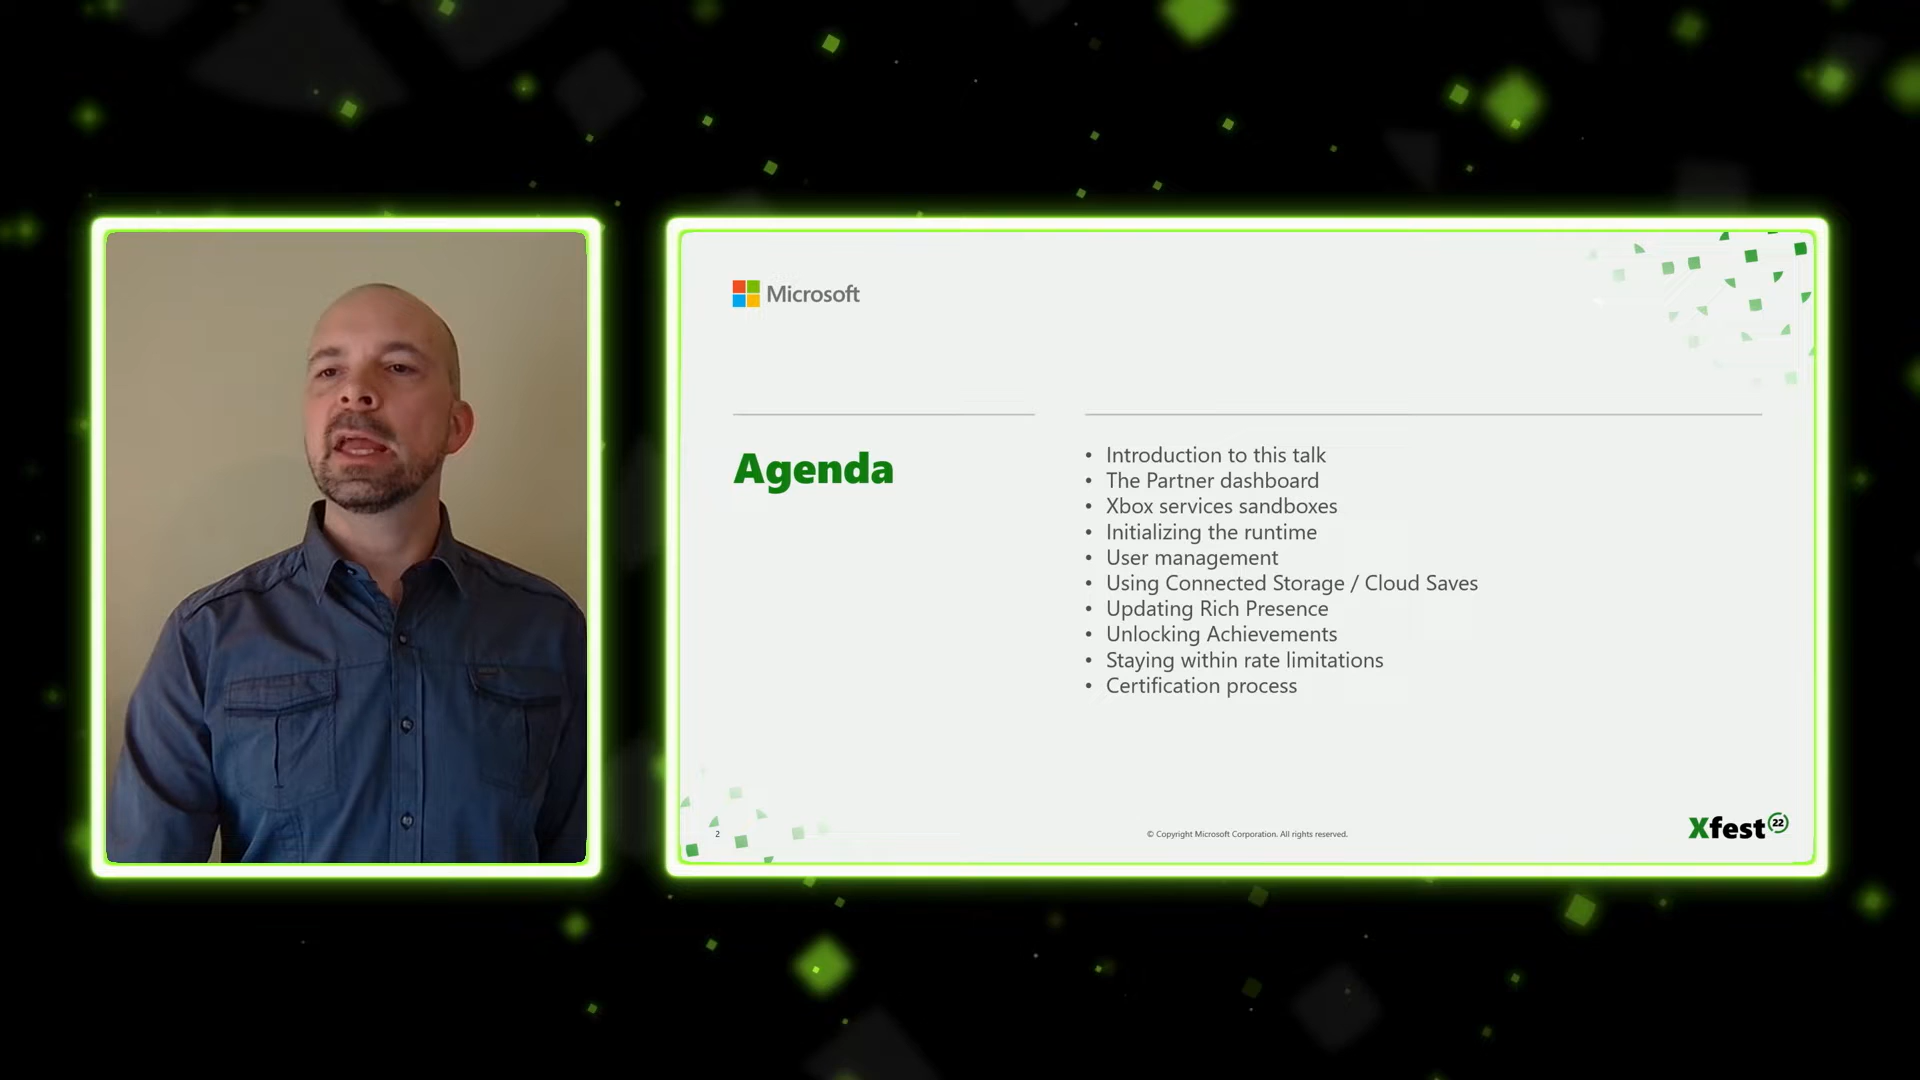 Microsoft
Agenda
• Introduction to this talk
• The Partner dashboard
• Xbox services sandboxes
• Initializing the runtime
• User management
• Using Connected Storage / Cloud Saves
• Updating Rich Presence
• Unlocking Achievements
• Staying within rate limitations
• Certification process
2
© Copyright Microsoft Corporation. All rights reserved.
Xfest 22